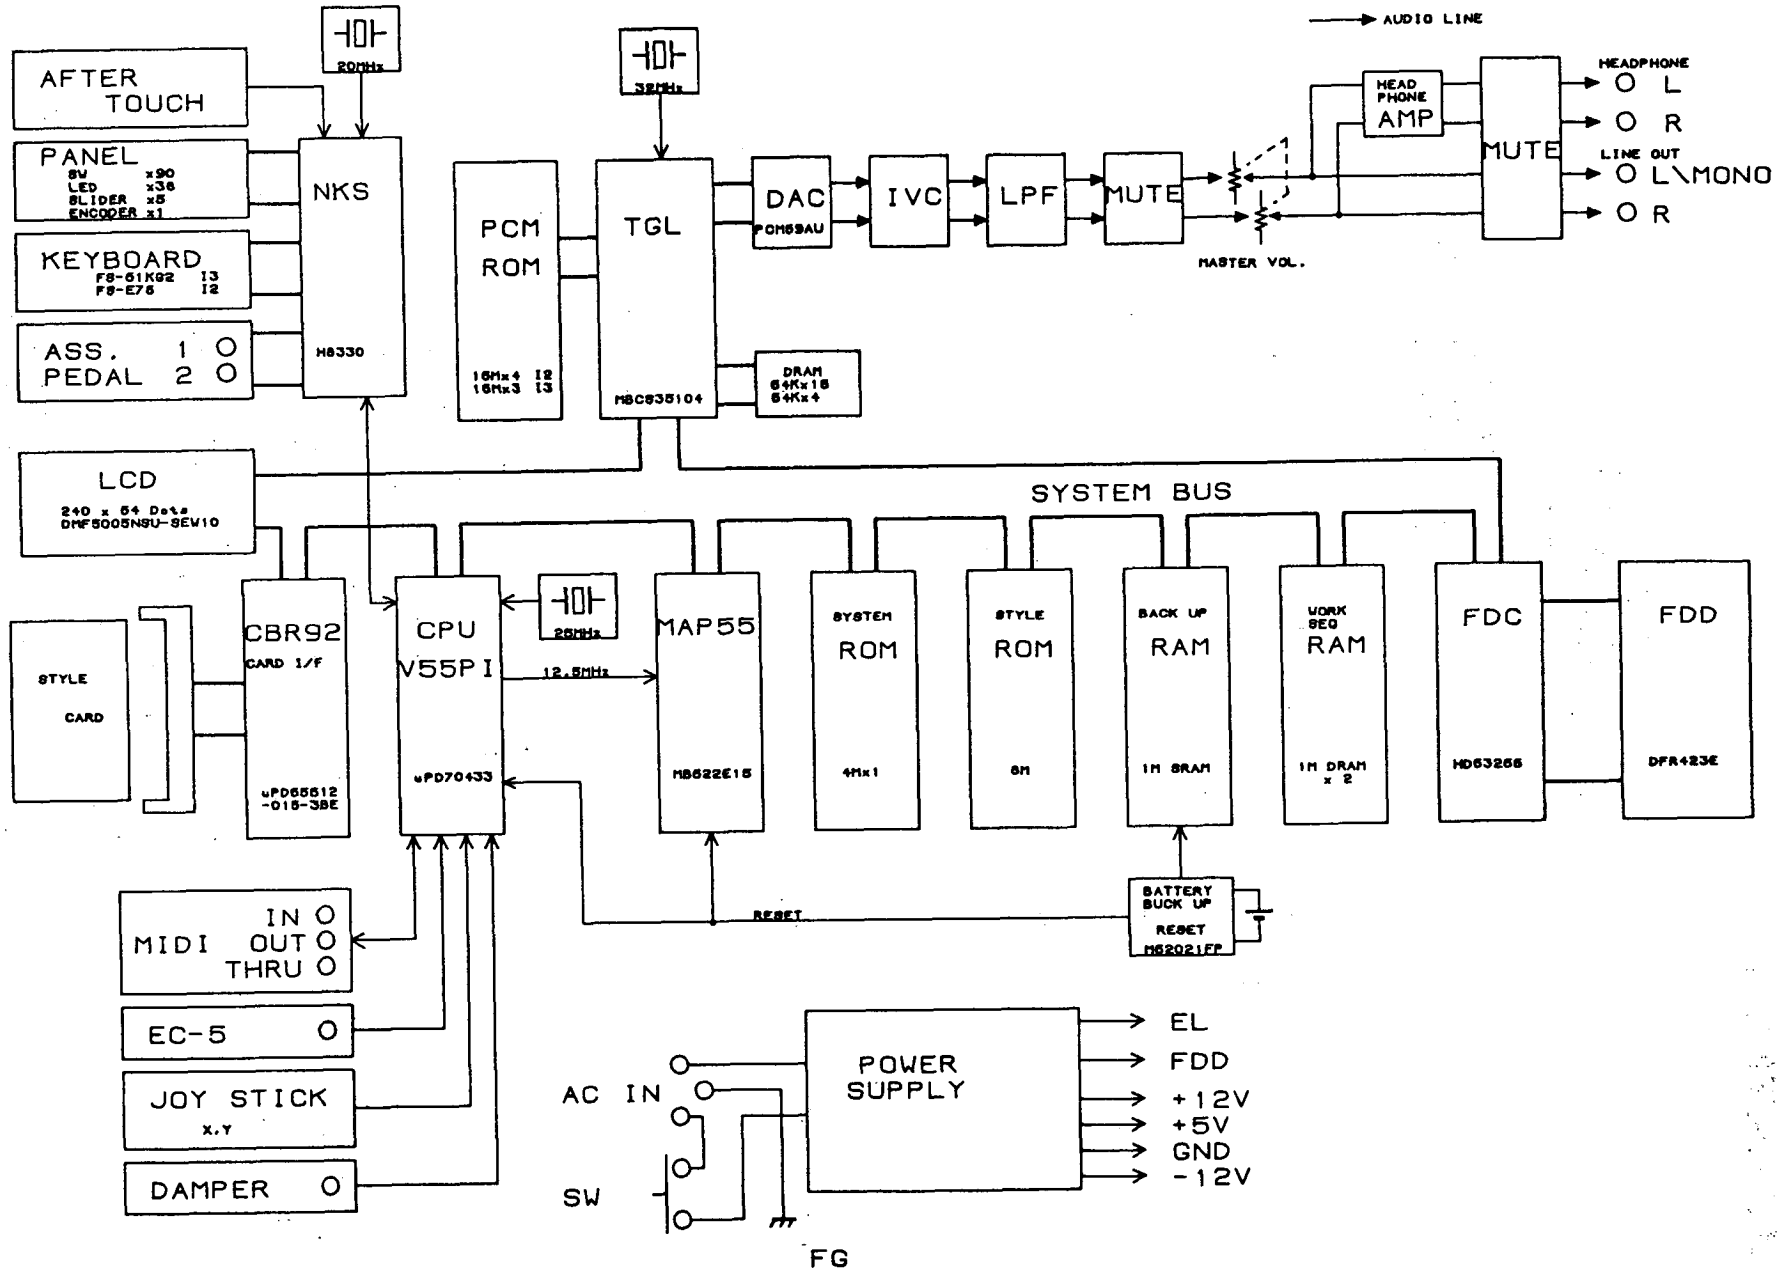 AUDIO LINE
20MHz
32MHz
AFTER
TOUCH
PANEL
SW x90
LED x36
SLIDER x5
ENCODER x1
KEYBOARD
FS-61K92 I3
FS-E76 I2
ASS. 1
PEDAL 2
NKS
H8330
PCM
ROM
16Mx4 I2
16Mx3 I3
TGL
DRAM
64Kx16
64Kx4
DAC
PCM69AU
IVC
LPF
MUTE
MASTER VOL.
HEAD
PHONE
AMP
MUTE
HEADPHONE
L
R
LINE OUT
L\MONO
R
LCD
240 x 64 Dots
SYSTEM BUS
STYLE
CARD
CBR92
CARD I/F
-015-3BE
CPU
V55PI
uPD70433
25MHz
12.5MHz
MAP55
MB622E15
SYSTEM
ROM
4Mx1
STYLE
ROM
BACK UP
RAM
1M SRAM
WORK
SEQ
RAM
1M DRAM
x 2
FDC
HD63266
FDD
DFR423E
RESET
BATTERY
BUCK UP
RESET
M62021FP
MIDI
IN
OUT
THRU
EC-5
JOY STICK
X.Y
DAMPER
AC IN
SW
FG
POWER
SUPPLY
EL
FDD
+12V
+5V
GND
-12V